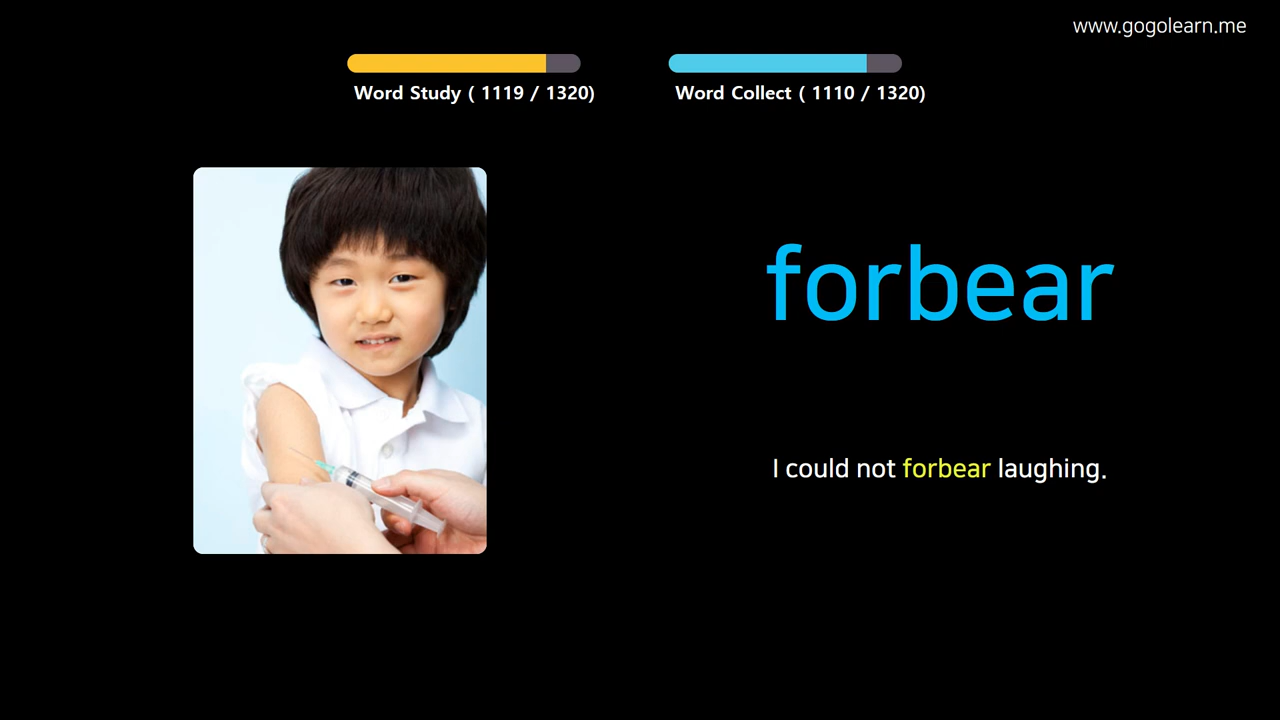 www.gogolearn.me
Word Study ( 1119 / 1320)
Word Collect ( 1110 / 1320)
forbear
I could not forbear laughing.